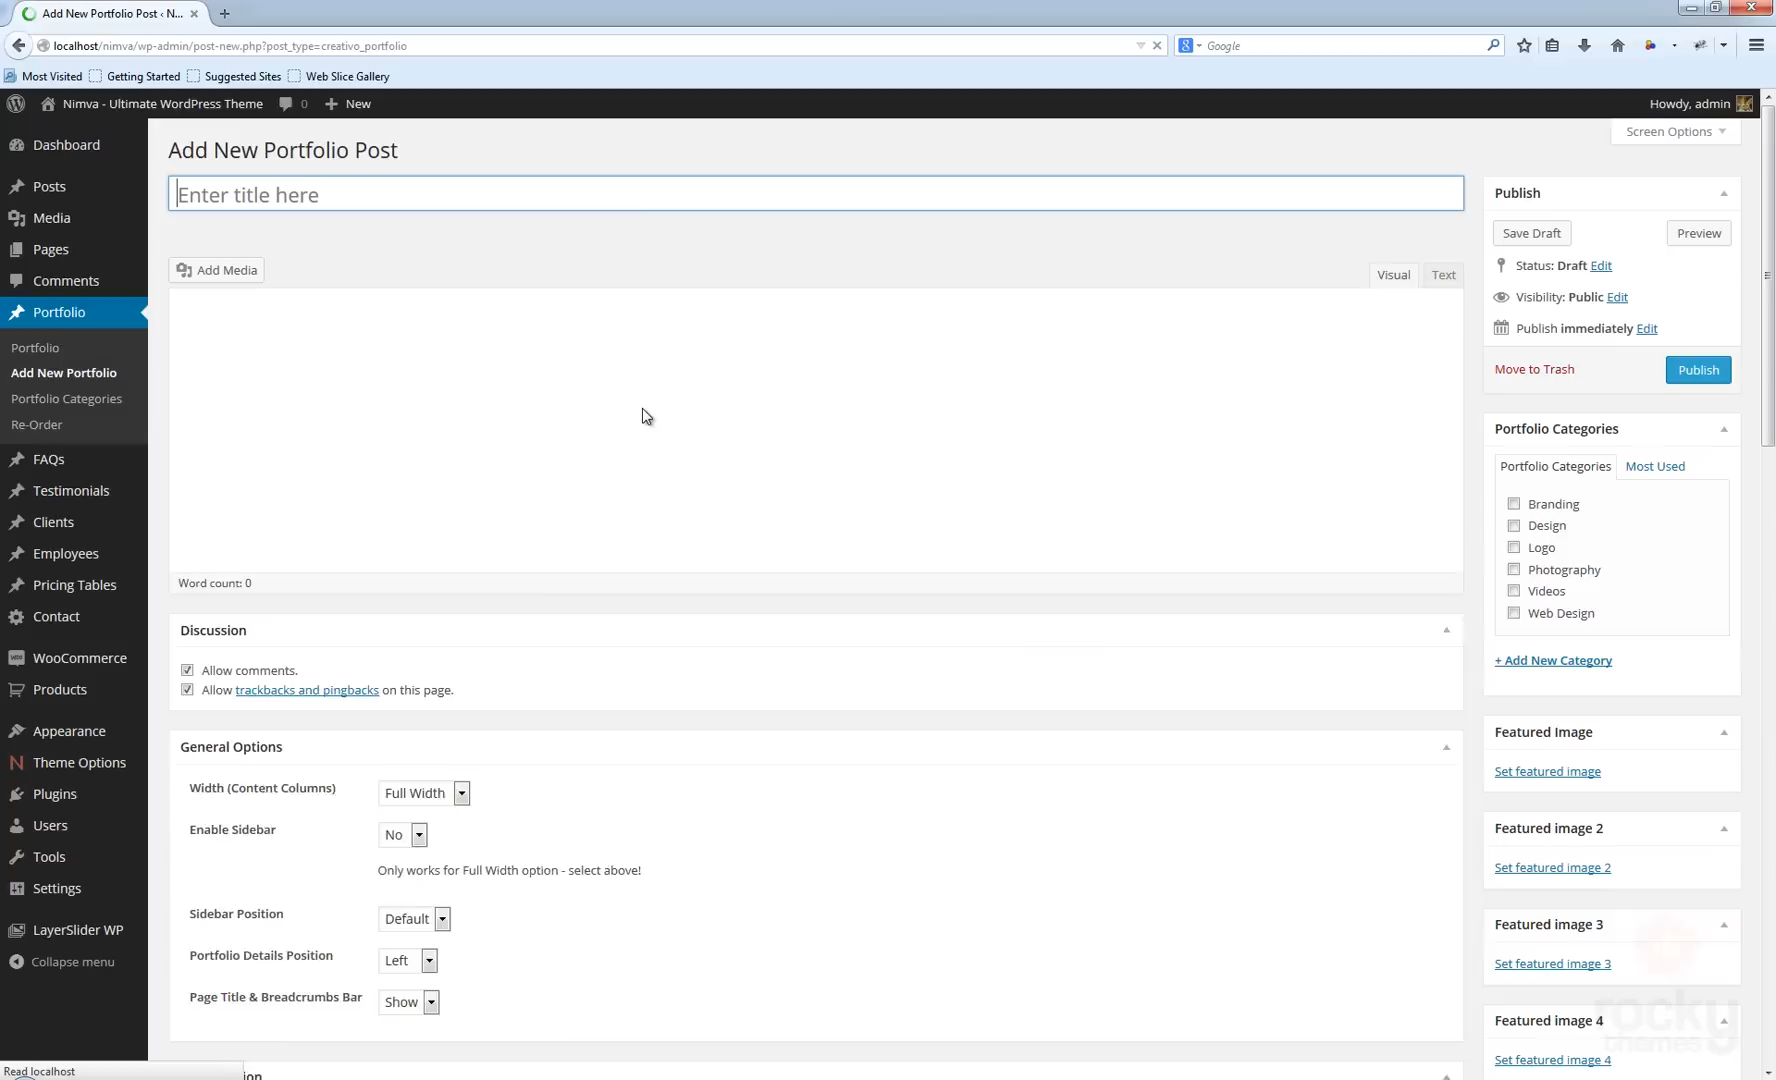 Add New Portfolio Post ‹ N...
localhost/nimva/wp-admin/post-new.php?post_type=creativo_portfolio
Google
Most Visited Getting Started Suggested Sites Web Slice Gallery
Nimva - Ultimate WordPress Theme 0 + New Howdy, admin
Screen Options
Dashboard
Posts
Media
Pages
Comments
Portfolio
Portfolio
Add New Portfolio
Portfolio Categories
Re-Order
FAQs
Testimonials
Clients
Employees
Pricing Tables
Contact
WooCommerce
Products
Appearance
Theme Options
Plugins
Users
Tools
Settings
LayerSlider WP
Collapse menu
Read localhost
Add New Portfolio Post
Enter title here
Add Media
Visual Text
Word count: 0
Discussion
Allow comments.
Allow trackbacks and pingbacks on this page.
General Options
Width (Content Columns) Full Width
Enable Sidebar No
Only works for Full Width option - select above!
Sidebar Position Default
Portfolio Details Position Left
Page Title & Breadcrumbs Bar Show
Publish
Save Draft Preview
Status: Draft Edit
Visibility: Public Edit
Publish immediately Edit
Move to Trash Publish
Portfolio Categories
Portfolio Categories Most Used
Branding
Design
Logo
Photography
Videos
Web Design
+ Add New Category
Featured Image
Set featured image
Featured image 2
Set featured image 2
Featured image 3
Set featured image 3
Featured image 4
Set featured image 4
rocky
themes